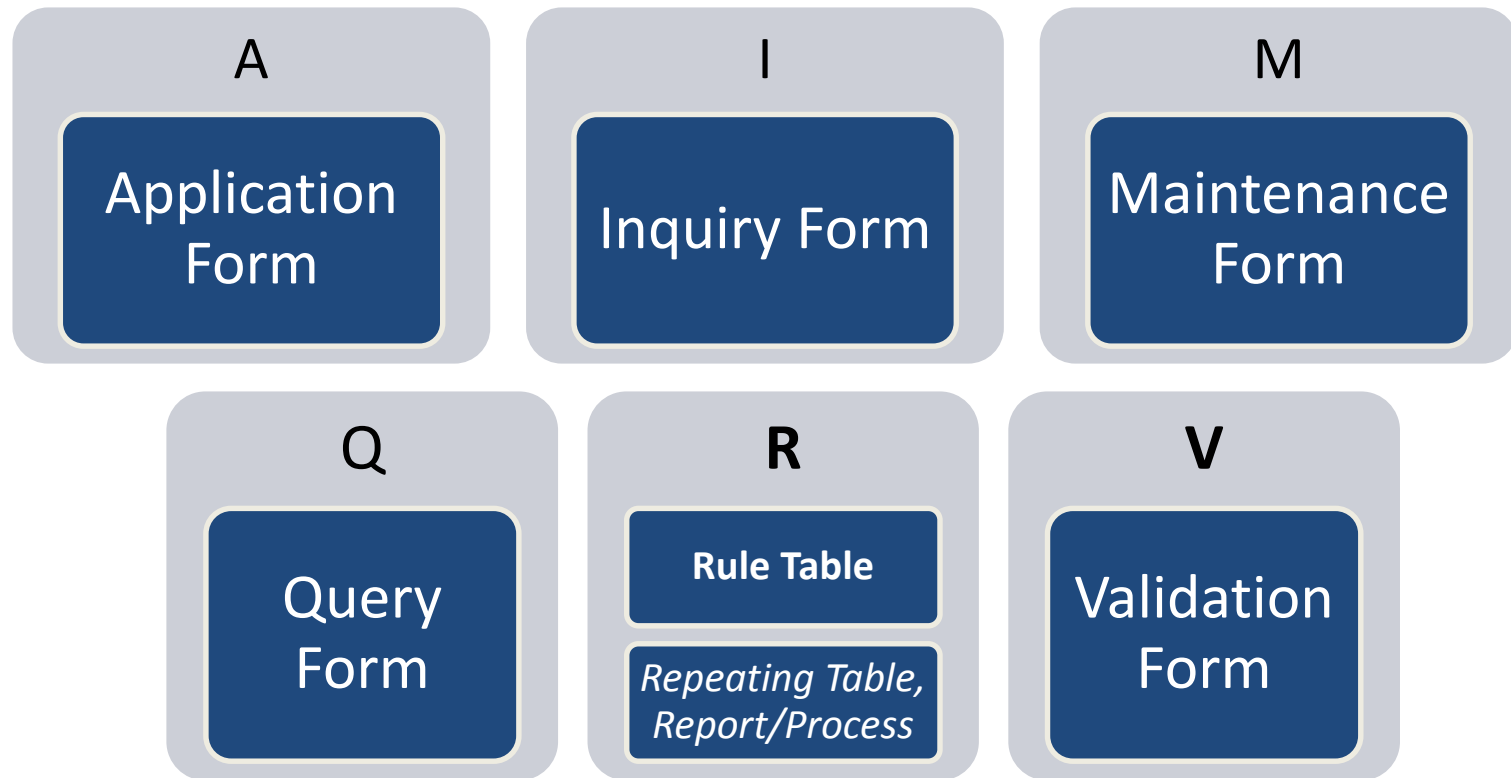 A
Application
Form
I
Inquiry Form
M
Maintenance
Form
Q
Query
Form
R
Rule Table
Repeating Table,
Report/Process
V
Validation
Form